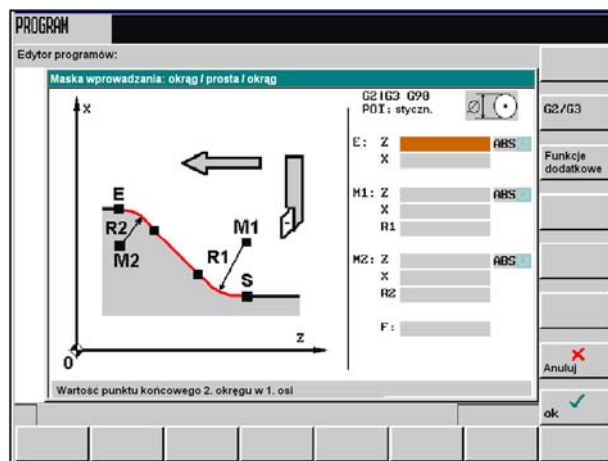 PROGRAM
Edytor programów:
Maska wprowadzania: okrąg / prosta / okrąg
x
E
R2
M2
R1
M1
S
z
0
G2|G3 G90
POI: styczn.
Ø
E: Z ABS
X
M1: Z ABS
X
R1
M2: Z ABS
X
R2
F:
Wartość punktu końcowego 2. okręgu w 1. osi
G2/G3
Funkcje
dodatkowe
Anuluj
ok